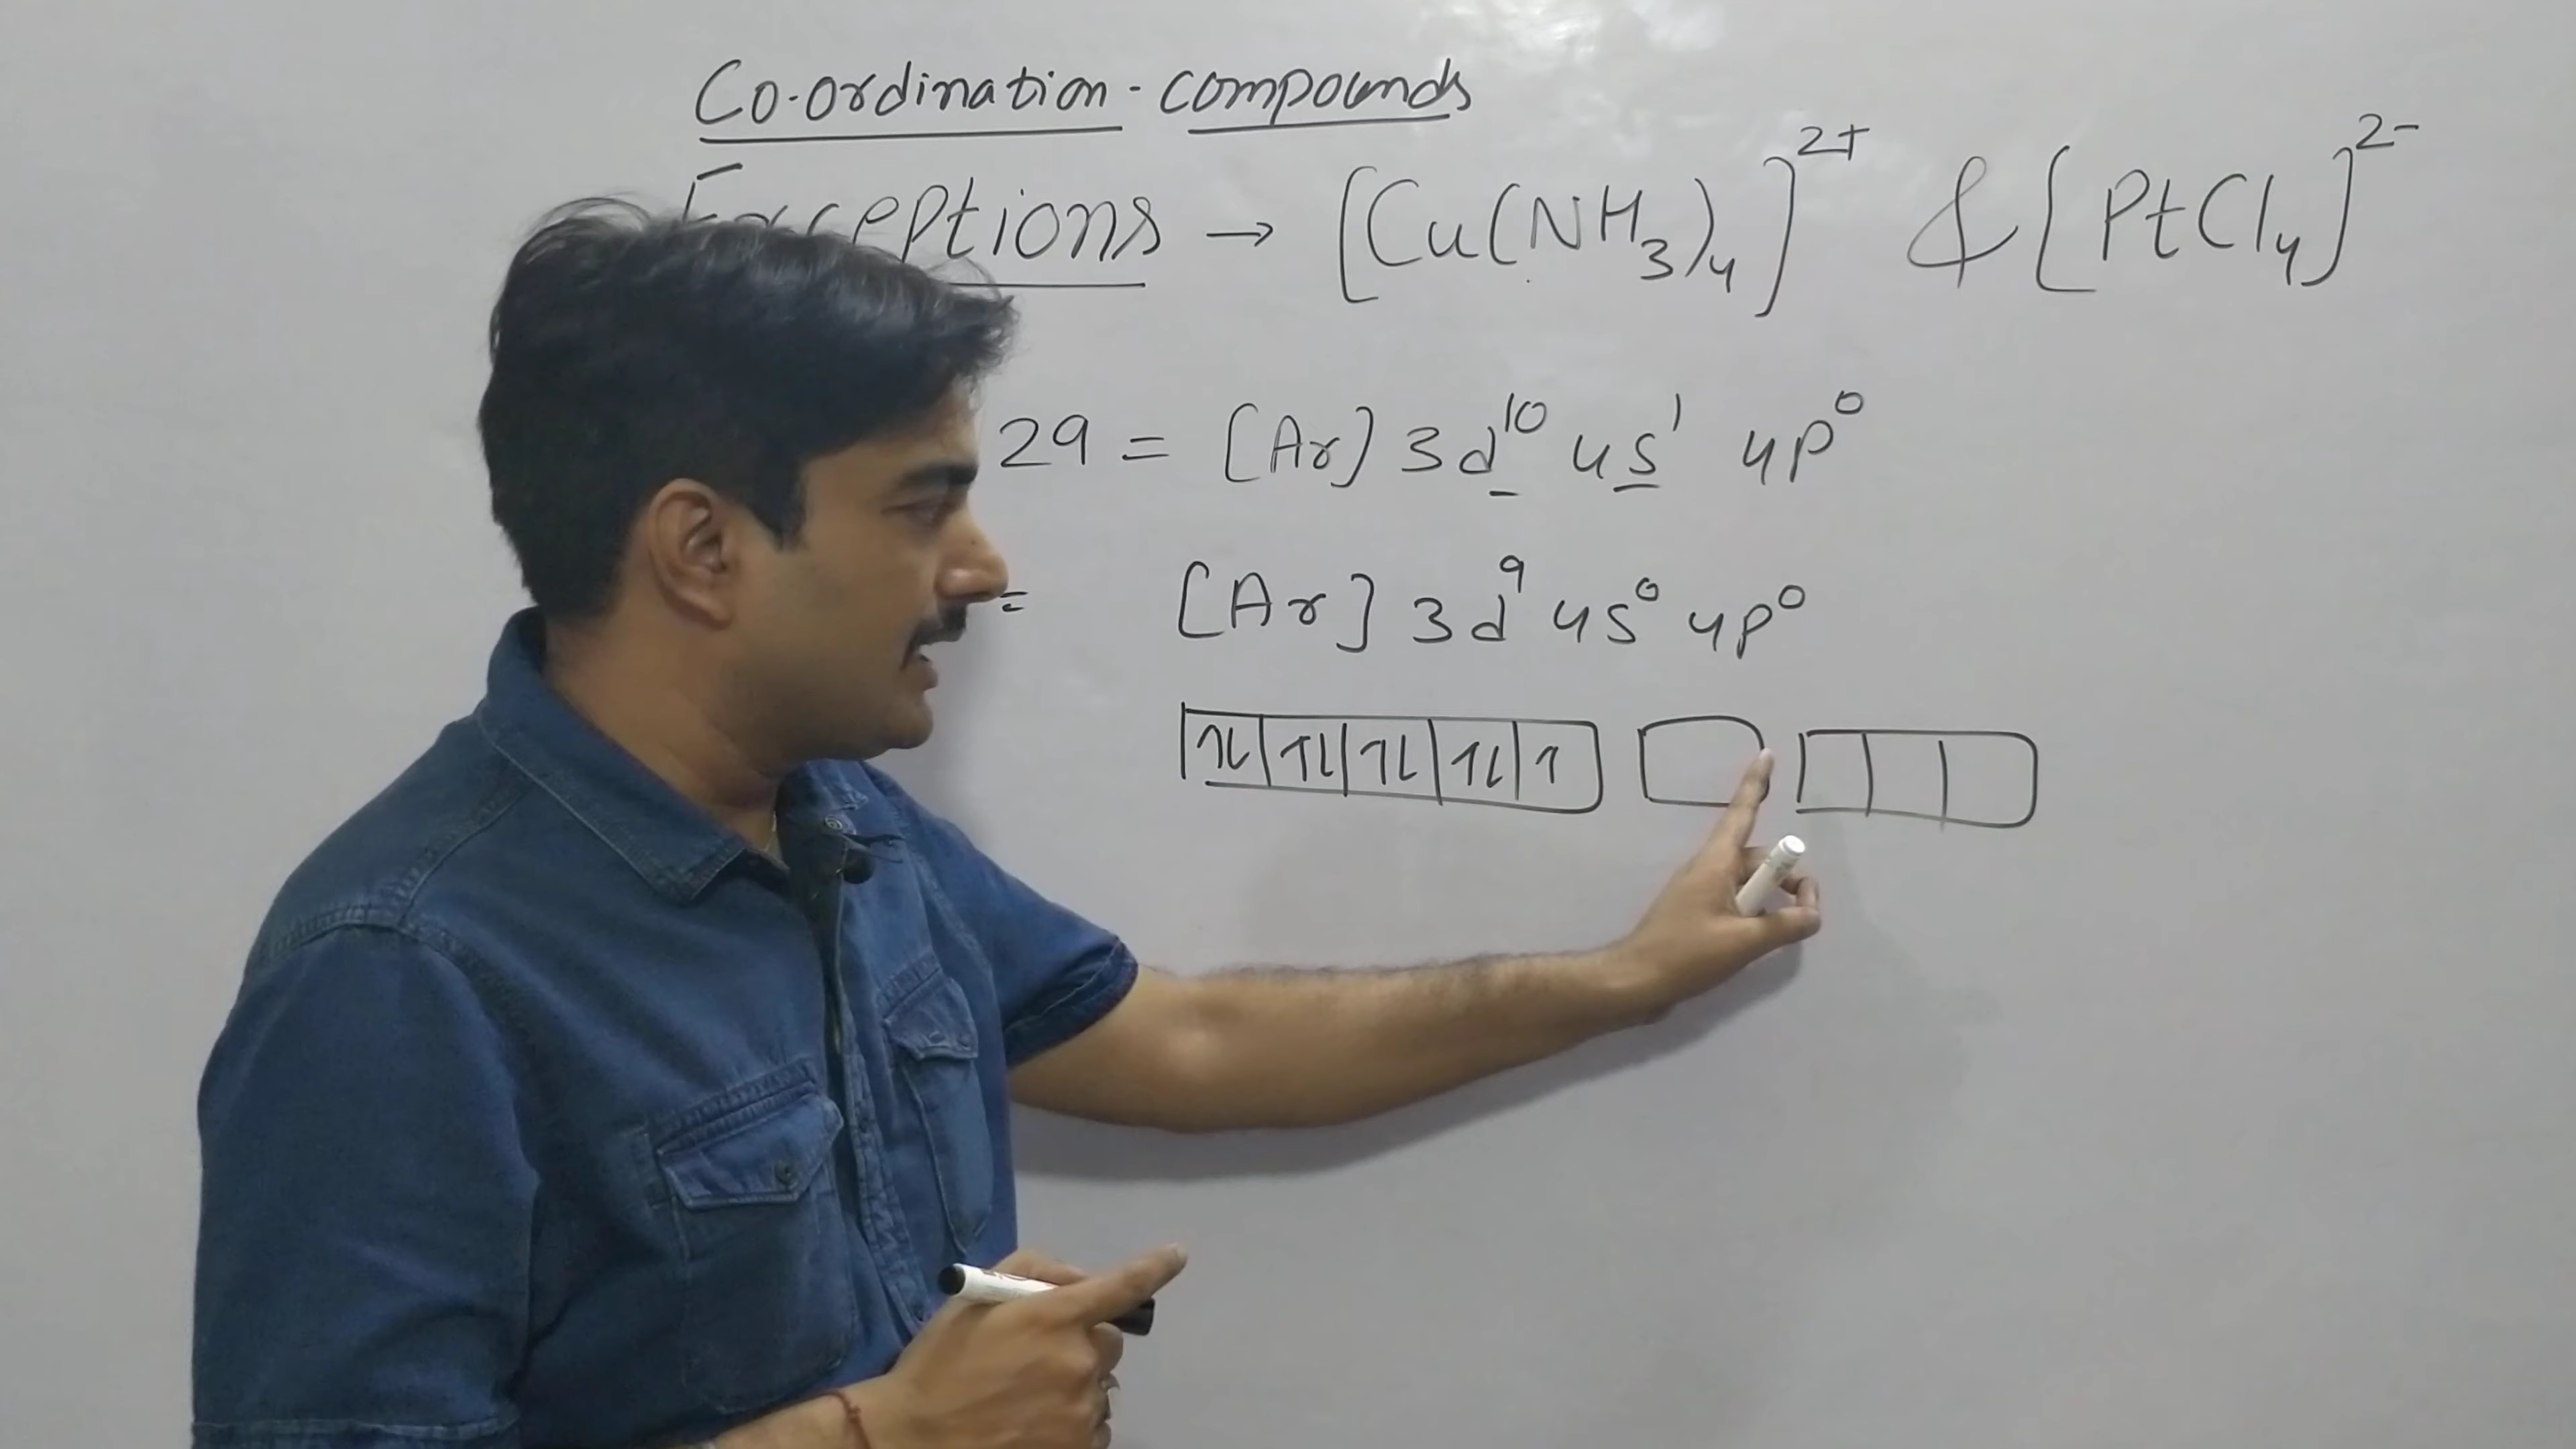 Co-ordination-compounds
Exceptions → [Cu(NH₃)₄]²⁺ & [PtCl₄]²⁻
29 = [Ar] 3d¹⁰ 4s¹ 4p⁰
= [Ar] 3d⁹ 4s⁰ 4p⁰
↿⇂ ↿⇂ ↿⇂ ↿⇂ ↿